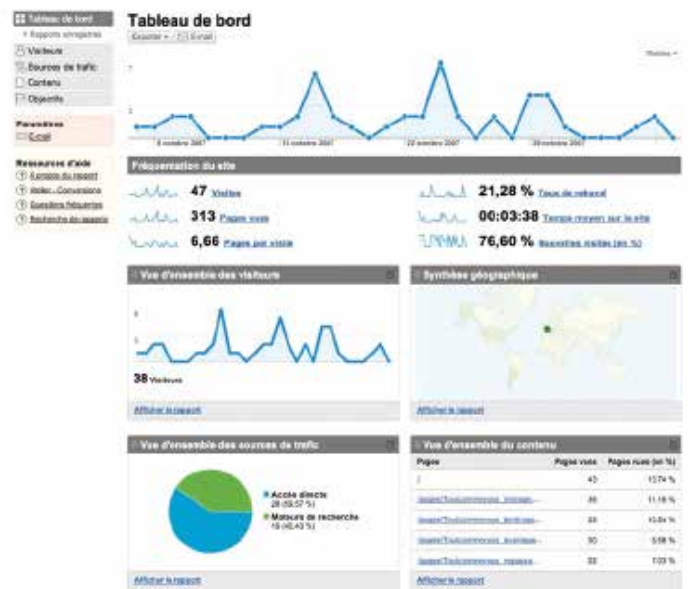 Tableau de bord
Rapports enregistrés
Visiteurs
Sources de trafic
Contenu
Objectifs
Paramètres
E-mail
Ressources d'aide
A propos du rapport
Questions fréquentes
Tableau de bord
Exporter
E-mail
8 octobre 2007
15 octobre 2007
22 octobre 2007
29 octobre 2007
Fréquentation du site
47 Visites
21,28 % Taux de rebond
313 Pages vues
00:03:38 Temps moyen sur le site
6,66 Pages par visite
76,60 % Nouvelles visites (en %)
Vue d'ensemble des visiteurs
Synthèse géographique
38 Visiteurs
Afficher le rapport
Afficher le rapport
Vue d'ensemble des sources de trafic
Vue d'ensemble du contenu
Pages
Pages vues
Pages vues (en %)
/
43
13,74 %
Accès directs
28 (59,57 %)
Moteurs de recherche
19 (40,43 %)
Afficher le rapport
Afficher le rapport